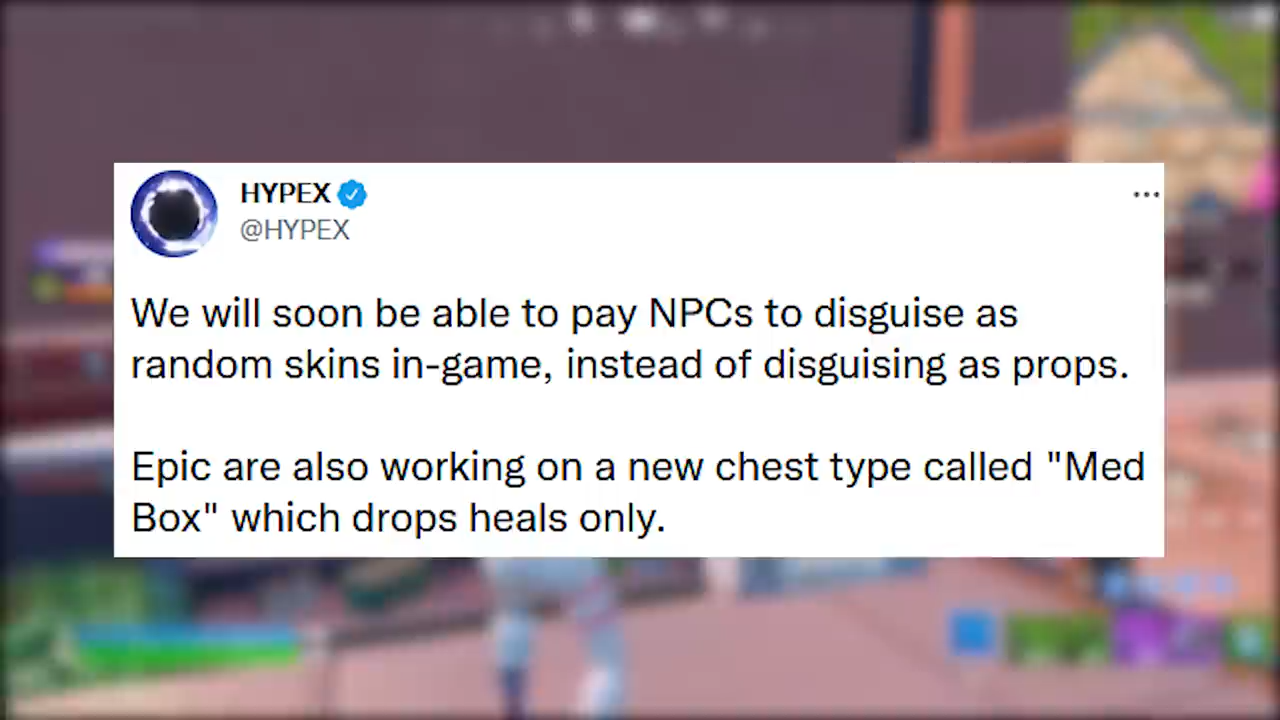 HYPEX
@HYPEX
We will soon be able to pay NPCs to disguise as
random skins in-game, instead of disguising as props.
Epic are also working on a new chest type called "Med
Box" which drops heals only.